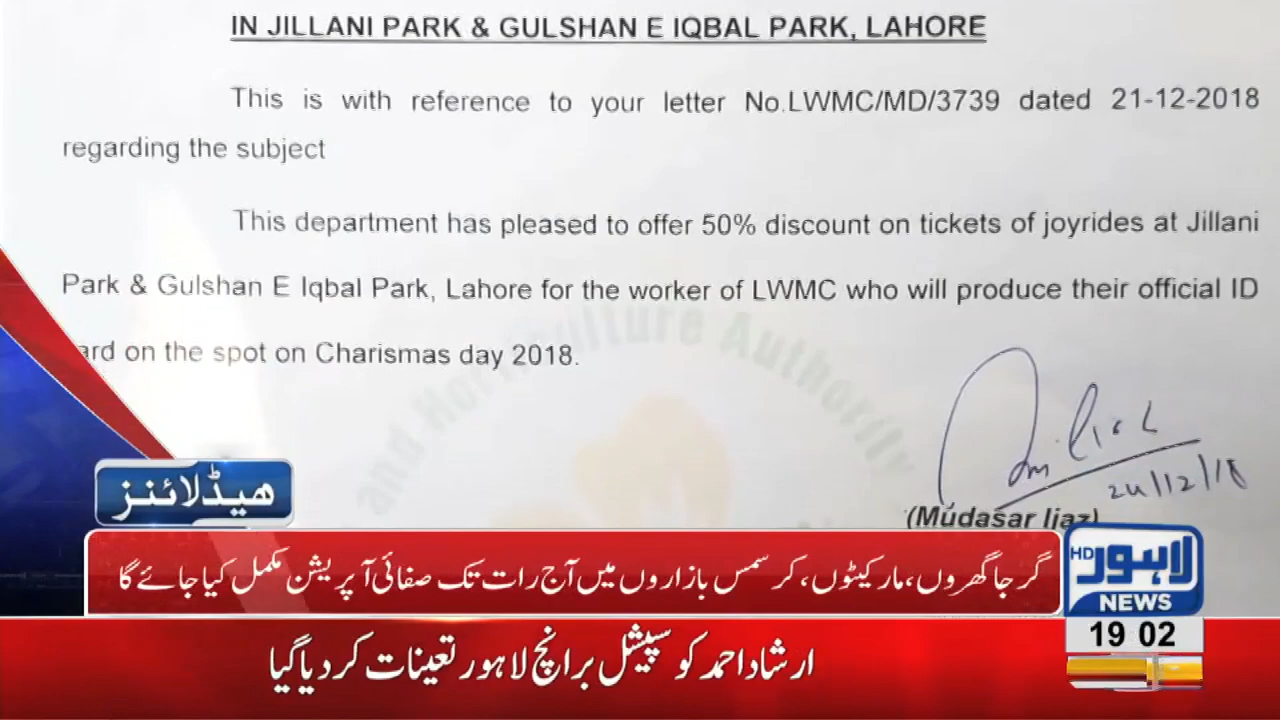 IN JILLANI PARK & GULSHAN E IQBAL PARK, LAHORE
This is with reference to your letter No.LWMC/MD/3739 dated 21-12-2018
regarding the subject
This department has pleased to offer 50% discount on tickets of joyrides at Jillani
Park & Gulshan E Iqbal Park, Lahore for the worker of LWMC who will produce their official ID
ard on the spot on Charismas day 2018.
and Horticulture Authority
24/12/18
(Mudasar Ijaz)
ھیڈلائنز
گرجا گھروں، مارکیٹوں، کرسمس بازاروں میں آج رات تک صفائی آپریشن مکمل کیا جائے گا
HD لاہور
NEWS
19 02
ارشاد احمد کو سپیشل برانچ لاہور تعینات کر دیا گیا